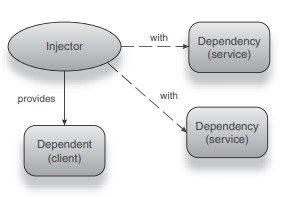 Injector
with
Dependency
(service)
with
provides
Dependency
(service)
Dependent
(client)